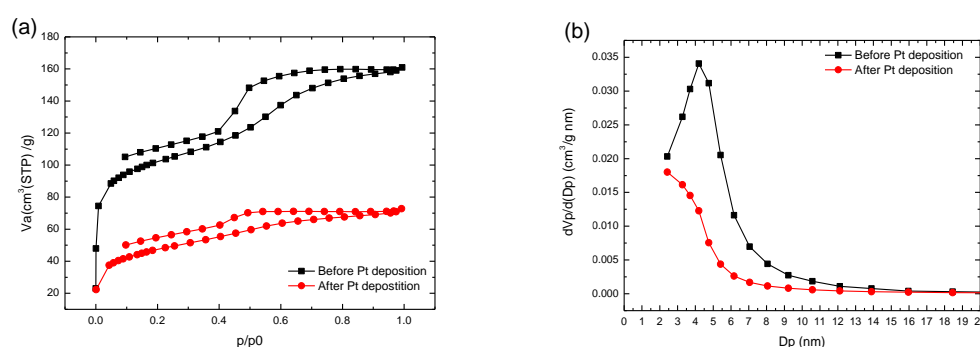 (a)
180
160
140
120
100
80
60
40
20
Va(cm³(STP) /g)
0.0 0.2 0.4 0.6 0.8 1.0
p/p0
Before Pt deposition
After Pt depostition
(b)
0.035
0.030
0.025
0.020
0.015
0.010
0.005
0.000
dVp/d(Dp) (cm³/g nm)
0 1 2 3 4 5 6 7 8 9 10 11 12 13 14 15 16 17 18 19 20
Dp (nm)
Before Pt deposition
After Pt deposition